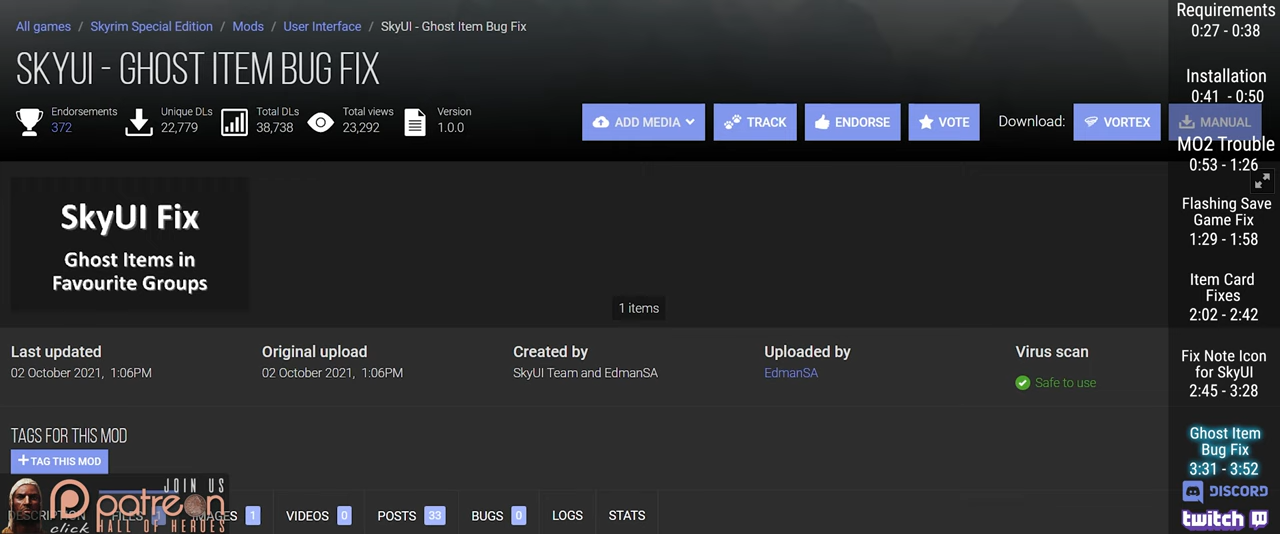 All games / Skyrim Special Edition / Mods / User Interface / SkyUI - Ghost Item Bug Fix
SKYUI - GHOST ITEM BUG FIX
Endorsements
372
Unique DLs
22,779
Total DLs
38,738
Total views
23,292
Version
1.0.0
ADD MEDIA
TRACK
ENDORSE
VOTE
Download:
VORTEX
MANUAL
SkyUI Fix
Ghost Items in
Favourite Groups
1 items
Last updated
02 October 2021, 1:06PM
Original upload
02 October 2021, 1:06PM
Created by
SkyUI Team and EdmanSA
Uploaded by
EdmanSA
Virus scan
Safe to use
TAGS FOR THIS MOD
+ TAG THIS MOD
DESCRIPTION
FILES 1
IMAGES 1
VIDEOS 0
POSTS 33
BUGS 0
LOGS
STATS
JOIN US
patreon
click HALL OF HEROES
Requirements
0:27 - 0:38
Installation
0:41 - 0:50
MO2 Trouble
0:53 - 1:26
Flashing Save
Game Fix
1:29 - 1:58
Item Card
Fixes
2:02 - 2:42
Fix Note Icon
for SkyUI
2:45 - 3:28
Ghost Item
Bug Fix
3:31 - 3:52
DISCORD
twitch